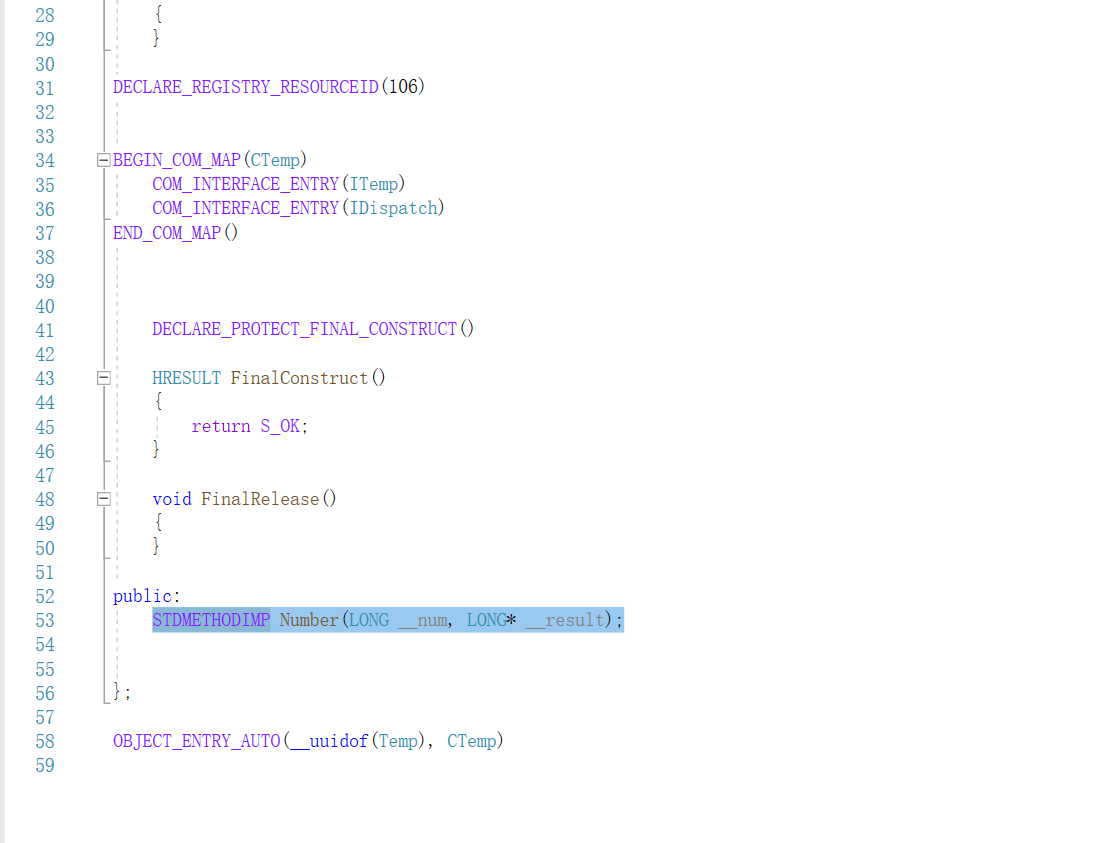 28 {
29 }
30
31 DECLARE_REGISTRY_RESOURCEID(106)
32
33
34 BEGIN_COM_MAP(CTemp)
35 COM_INTERFACE_ENTRY(ITemp)
36 COM_INTERFACE_ENTRY(IDispatch)
37 END_COM_MAP()
38
39
40
41 DECLARE_PROTECT_FINAL_CONSTRUCT()
42
43 HRESULT FinalConstruct()
44 {
45 return S_OK;
46 }
47
48 void FinalRelease()
49 {
50 }
51
52 public:
53 STDMETHODIMP Number(LONG __num, LONG* __result);
54
55
56 };
57
58 OBJECT_ENTRY_AUTO(__uuidof(Temp), CTemp)
59